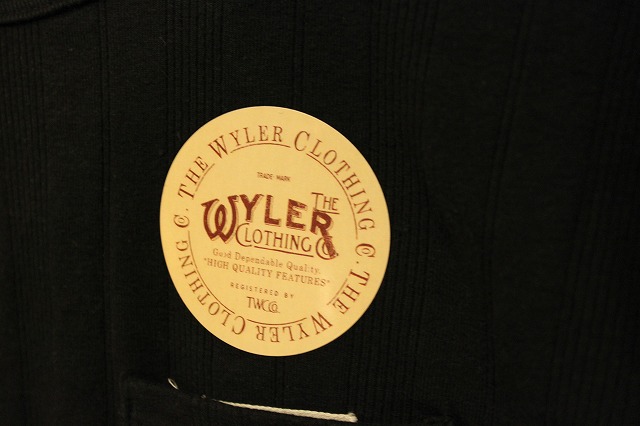 THE WYLER CLOTHING Co. THE WYLER CLOTHING Co.
TRADE MARK
THE
WYLER
CLOTHING Co.
Good Dependable Quality.
"HIGH QUALITY FEATURES"
REGISTERED BY
TWCCo.